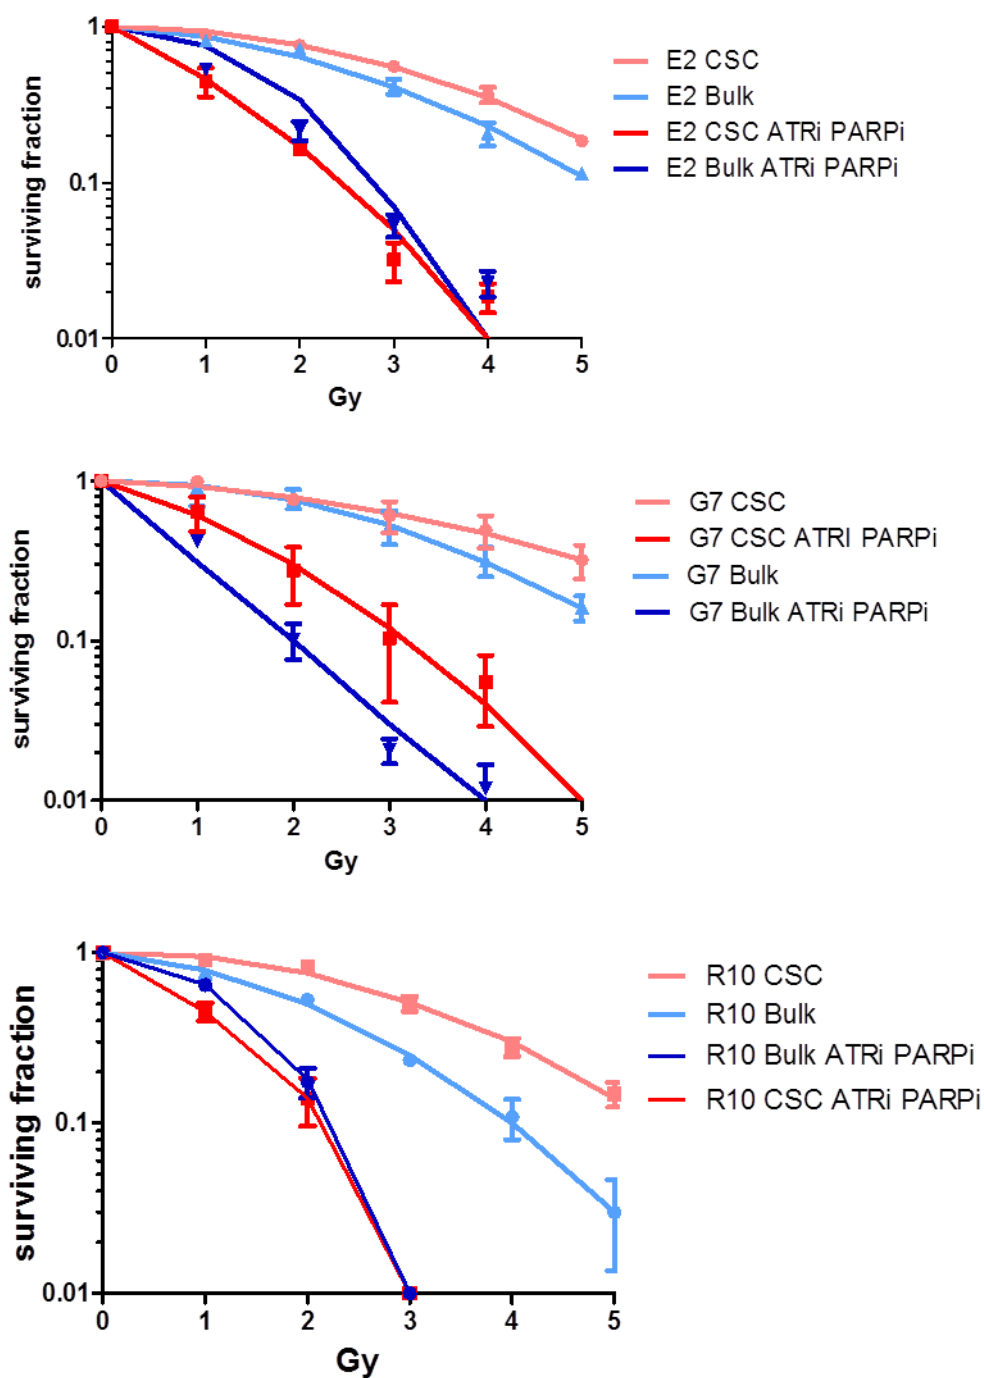 1
0.1
0.01
surviving fraction
0 1 2 3 4 5
Gy
E2 CSC
E2 Bulk
E2 CSC ATRi PARPi
E2 Bulk ATRi PARPi
1
0.1
0.01
surviving fraction
0 1 2 3 4 5
Gy
G7 CSC
G7 CSC ATRI PARPi
G7 Bulk
G7 Bulk ATRi PARPi
1
0.1
0.01
surviving fraction
0 1 2 3 4 5
Gy
R10 CSC
R10 Bulk
R10 Bulk ATRi PARPi
R10 CSC ATRi PARPi